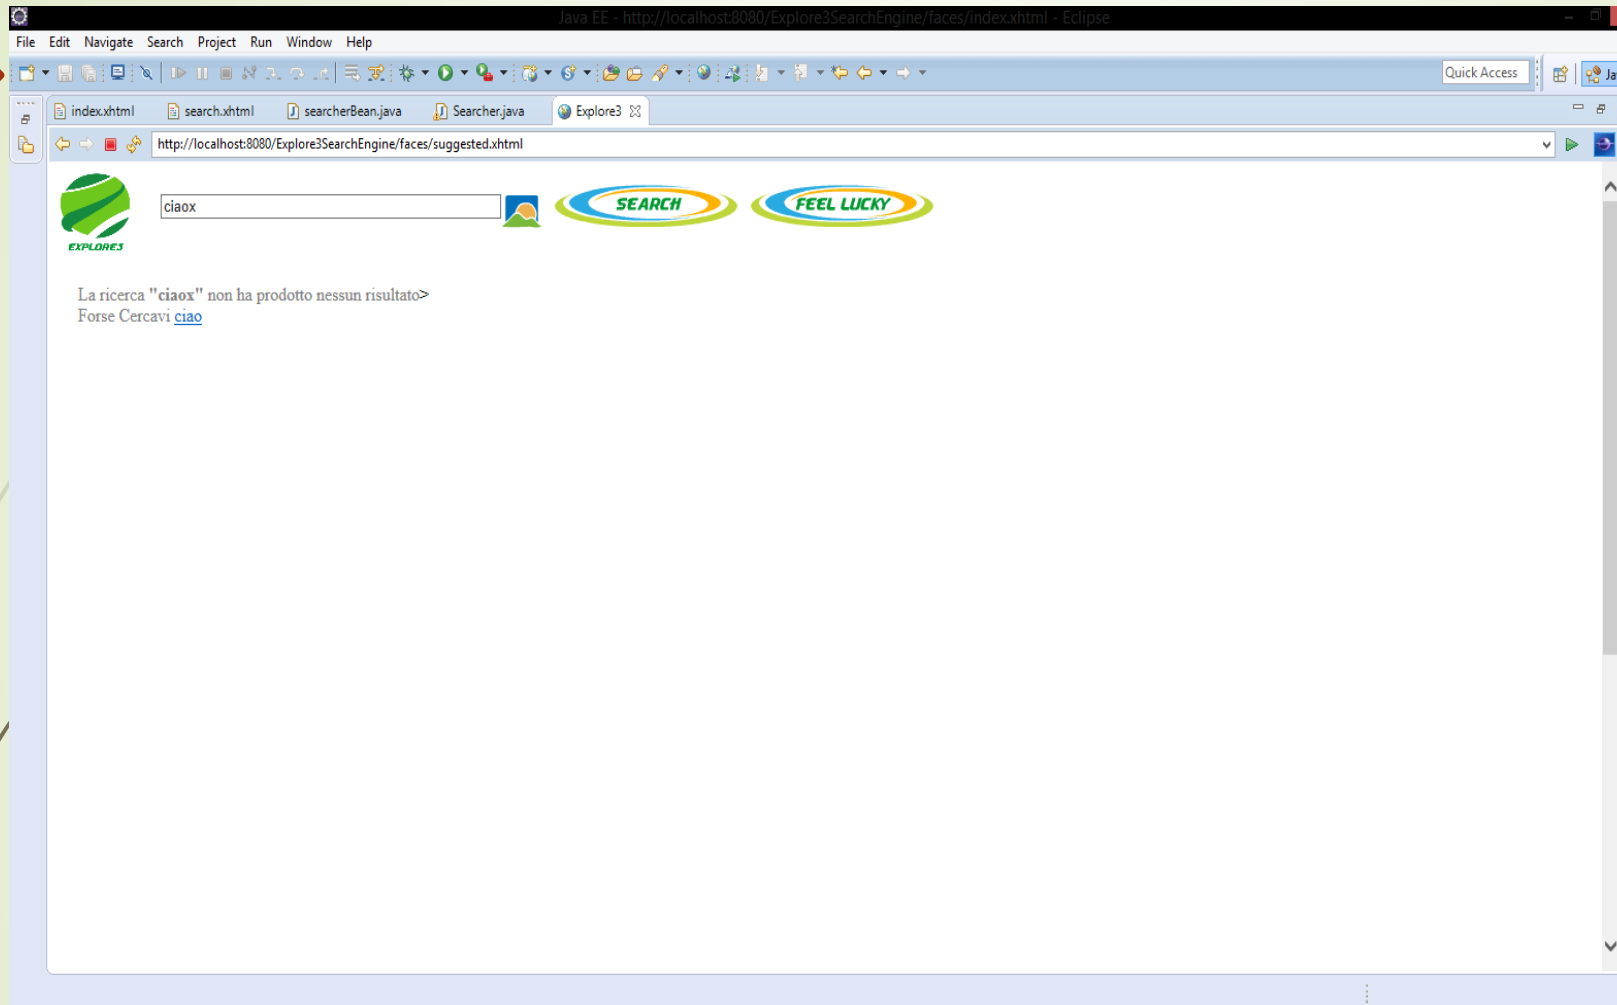 Java EE - http://localhost:8080/Explore3SearchEngine/faces/index.xhtml - Eclipse
File Edit Navigate Search Project Run Window Help
Quick Access
Ja
index.xhtml search.xhtml searcherBean.java Searcher.java Explore3
http://localhost:8080/Explore3SearchEngine/faces/suggested.xhtml
ciaox
SEARCH
FEEL LUCKY
EXPLORE3
La ricerca "ciaox" non ha prodotto nessun risultato>
Forse Cercavi ciao